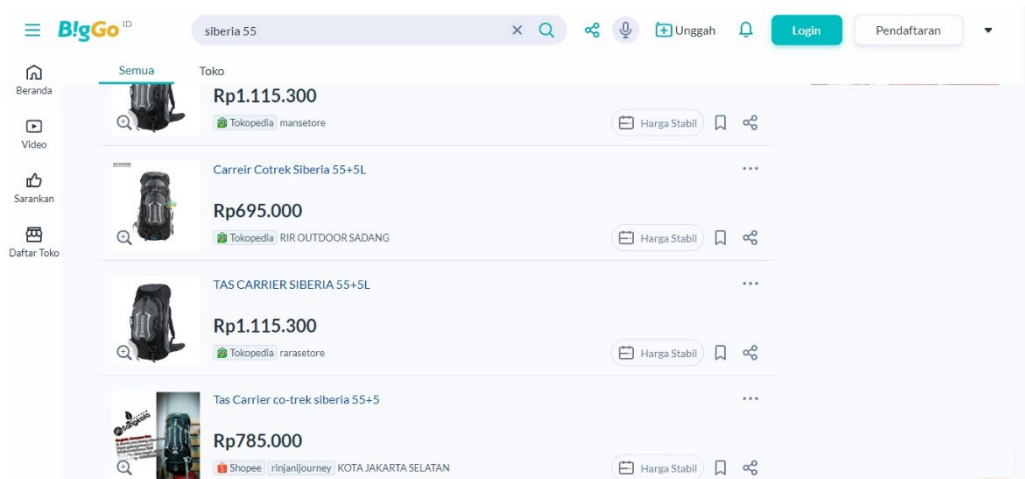 B!gGo ID
siberia 55
Unggah
Login
Pendaftaran
Beranda
Video
Sarankan
Daftar Toko
Semua
Toko
Rp1.115.300
Tokopedia mansetore
Harga Stabil
Carreir Cotrek Siberia 55+5L
Rp695.000
Tokopedia RIR OUTDOOR SADANG
Harga Stabil
TAS CARRIER SIBERIA 55+5L
Rp1.115.300
Tokopedia rarasetore
Harga Stabil
Tas Carrier co-trek siberia 55+5
Rp785.000
Shopee rinjanijourney KOTA JAKARTA SELATAN
Harga Stabil